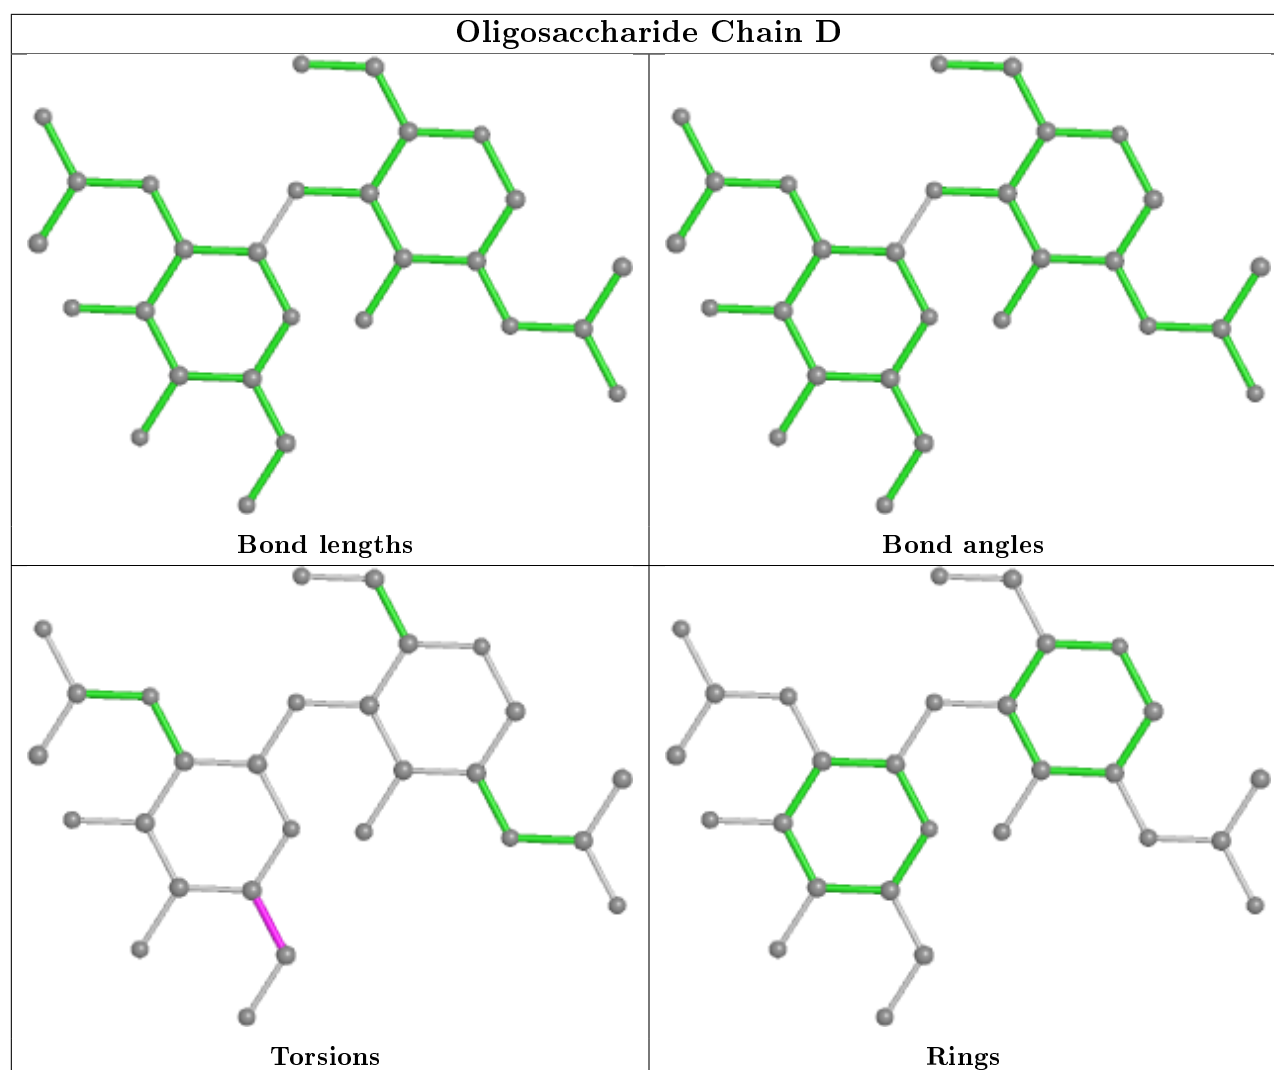 Oligosaccharide Chain D
Bond lengths
Bond angles
Torsions
Rings